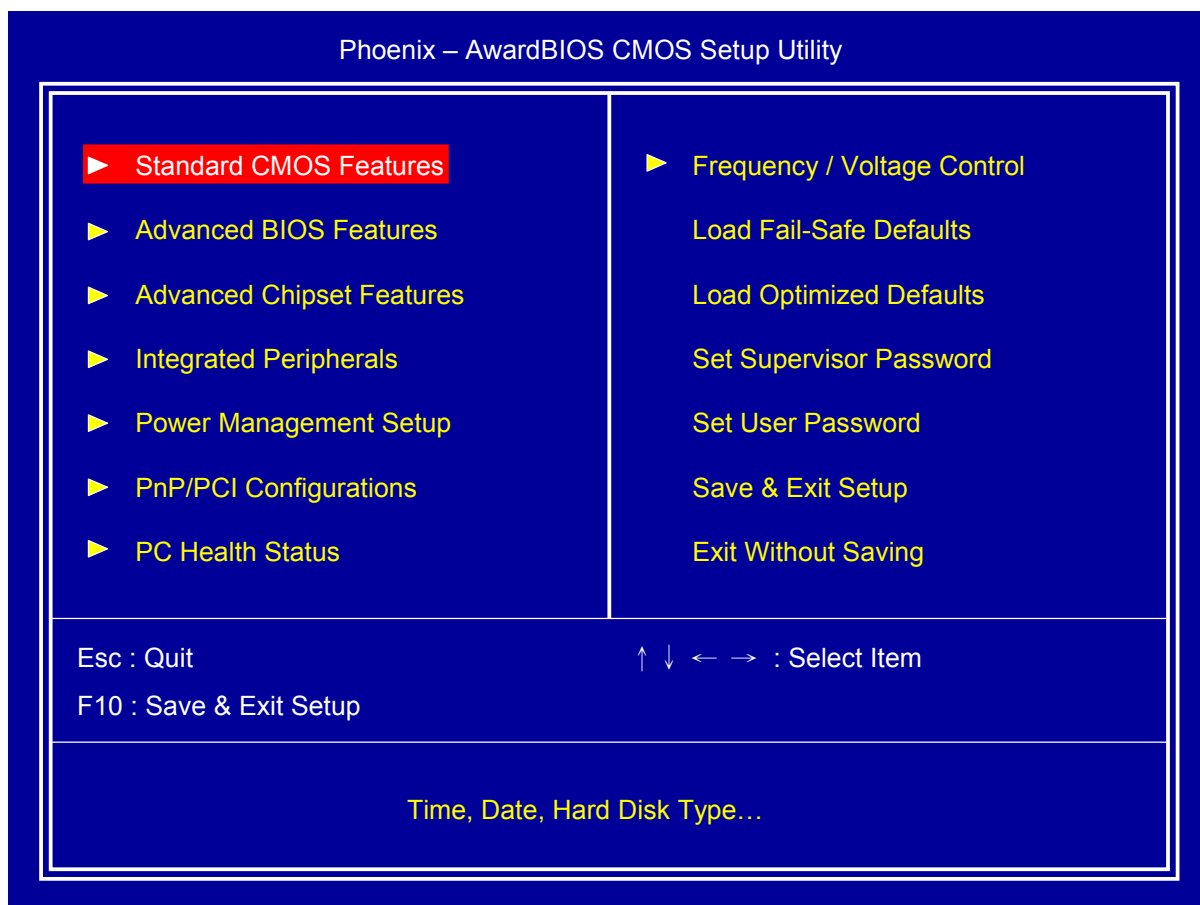 Phoenix – AwardBIOS CMOS Setup Utility
Standard CMOS Features
Advanced BIOS Features
Advanced Chipset Features
Integrated Peripherals
Power Management Setup
PnP/PCI Configurations
PC Health Status
Frequency / Voltage Control
Load Fail-Safe Defaults
Load Optimized Defaults
Set Supervisor Password
Set User Password
Save & Exit Setup
Exit Without Saving
Esc : Quit
↑ ↓ ← → : Select Item
F10 : Save & Exit Setup
Time, Date, Hard Disk Type…